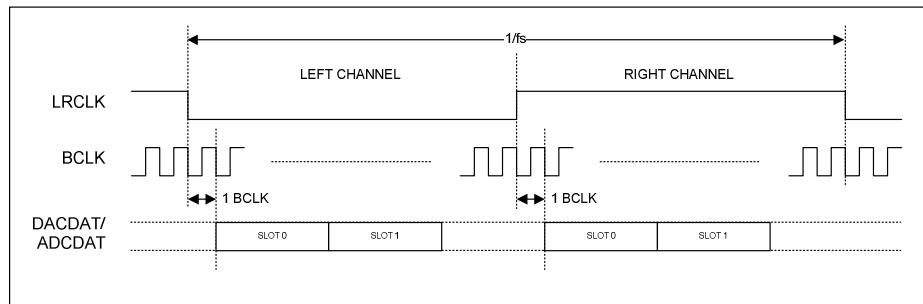 1/fs
LEFT CHANNEL RIGHT CHANNEL
LRCLK
BCLK
1 BCLK 1 BCLK
DACDAT/
ADCDAT
SLOT 0 SLOT 1 SLOT 0 SLOT 1